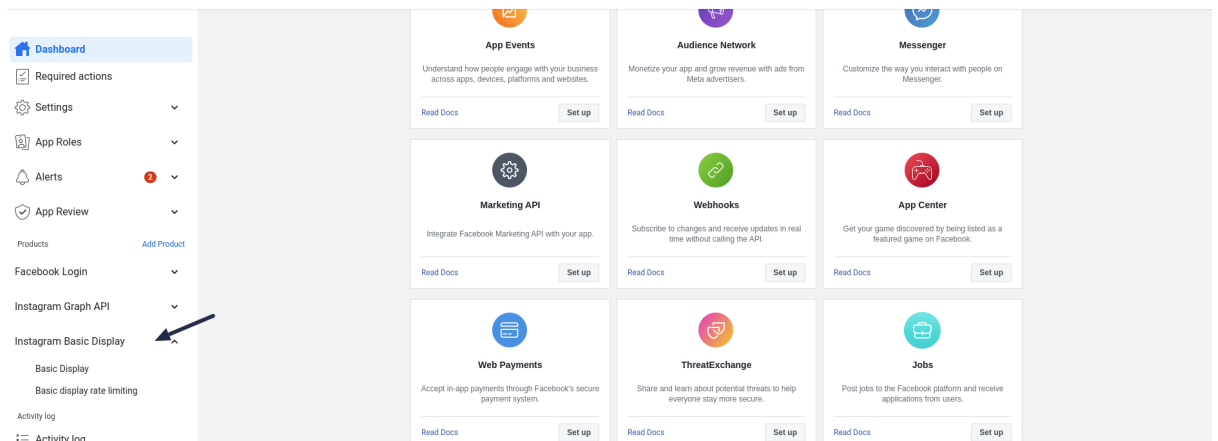 Dashboard
Required actions
Settings
App Roles
Alerts 2
App Review
Products Add Product
Facebook Login
Instagram Graph API
Instagram Basic Display
Basic Display
Basic display rate limiting
Activity log
Activity log
App Events
Understand how people engage with your business
across apps, devices, platforms and websites.
Read Docs Set up
Audience Network
Monetize your app and grow revenue with ads from
Meta advertisers.
Read Docs Set up
Messenger
Customize the way you interact with people on
Messenger.
Read Docs Set up
Marketing API
Integrate Facebook Marketing API with your app.
Read Docs Set up
Webhooks
Subscribe to changes and receive updates in real
time without calling the API.
Read Docs Set up
App Center
Get your game discovered by being listed as a
featured game on Facebook.
Read Docs Set up
Web Payments
Accept in-app payments through Facebook's secure
payment system.
Read Docs Set up
ThreatExchange
Share and learn about potential threats to help
everyone stay more secure.
Read Docs Set up
Jobs
Post jobs to the Facebook platform and receive
applications from users.
Read Docs Set up